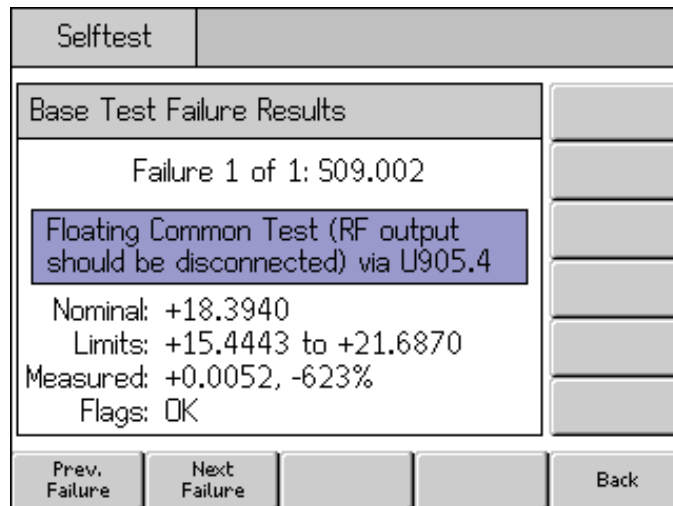 Selftest
Base Test Failure Results
Failure 1 of 1: S09.002
Floating Common Test (RF output
should be disconnected) via U905.4
Nominal: +18.3940
Limits: +15.4443 to +21.6870
Measured: +0.0052, -623%
Flags: OK
Prev. Failure
Next Failure
Back